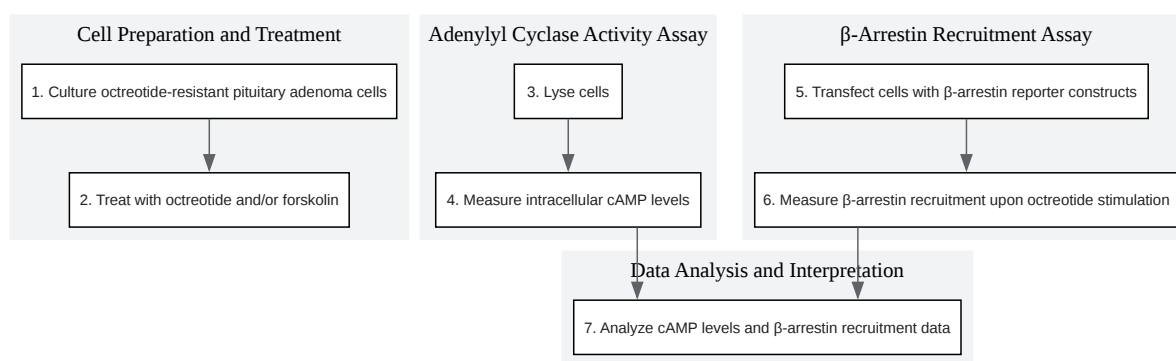 Cell Preparation and Treatment
1. Culture octreotide-resistant pituitary adenoma cells
2. Treat with octreotide and/or forskolin
Adenylyl Cyclase Activity Assay
3. Lyse cells
4. Measure intracellular cAMP levels
β-Arrestin Recruitment Assay
5. Transfect cells with β-arrestin reporter constructs
6. Measure β-arrestin recruitment upon octreotide stimulation
Data Analysis and Interpretation
7. Analyze cAMP levels and β-arrestin recruitment data